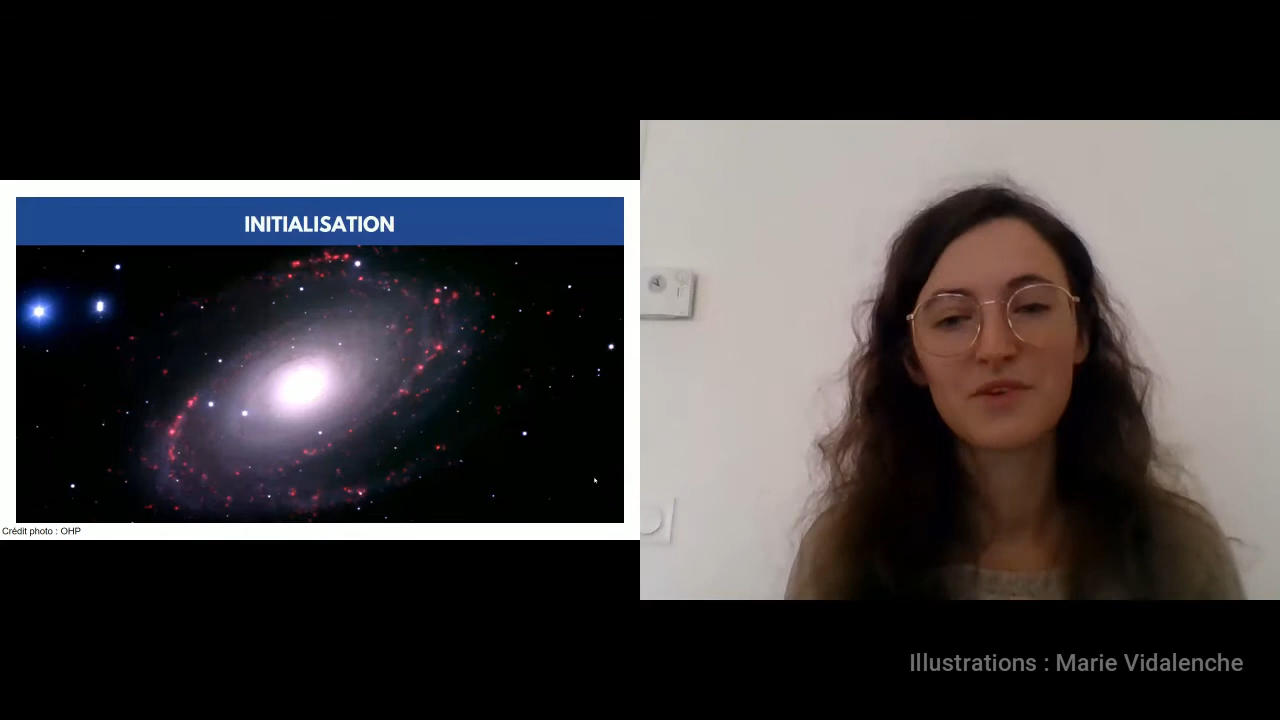 INITIALISATION
Crédit photo : OHP
Illustrations : Marie Vidalenche